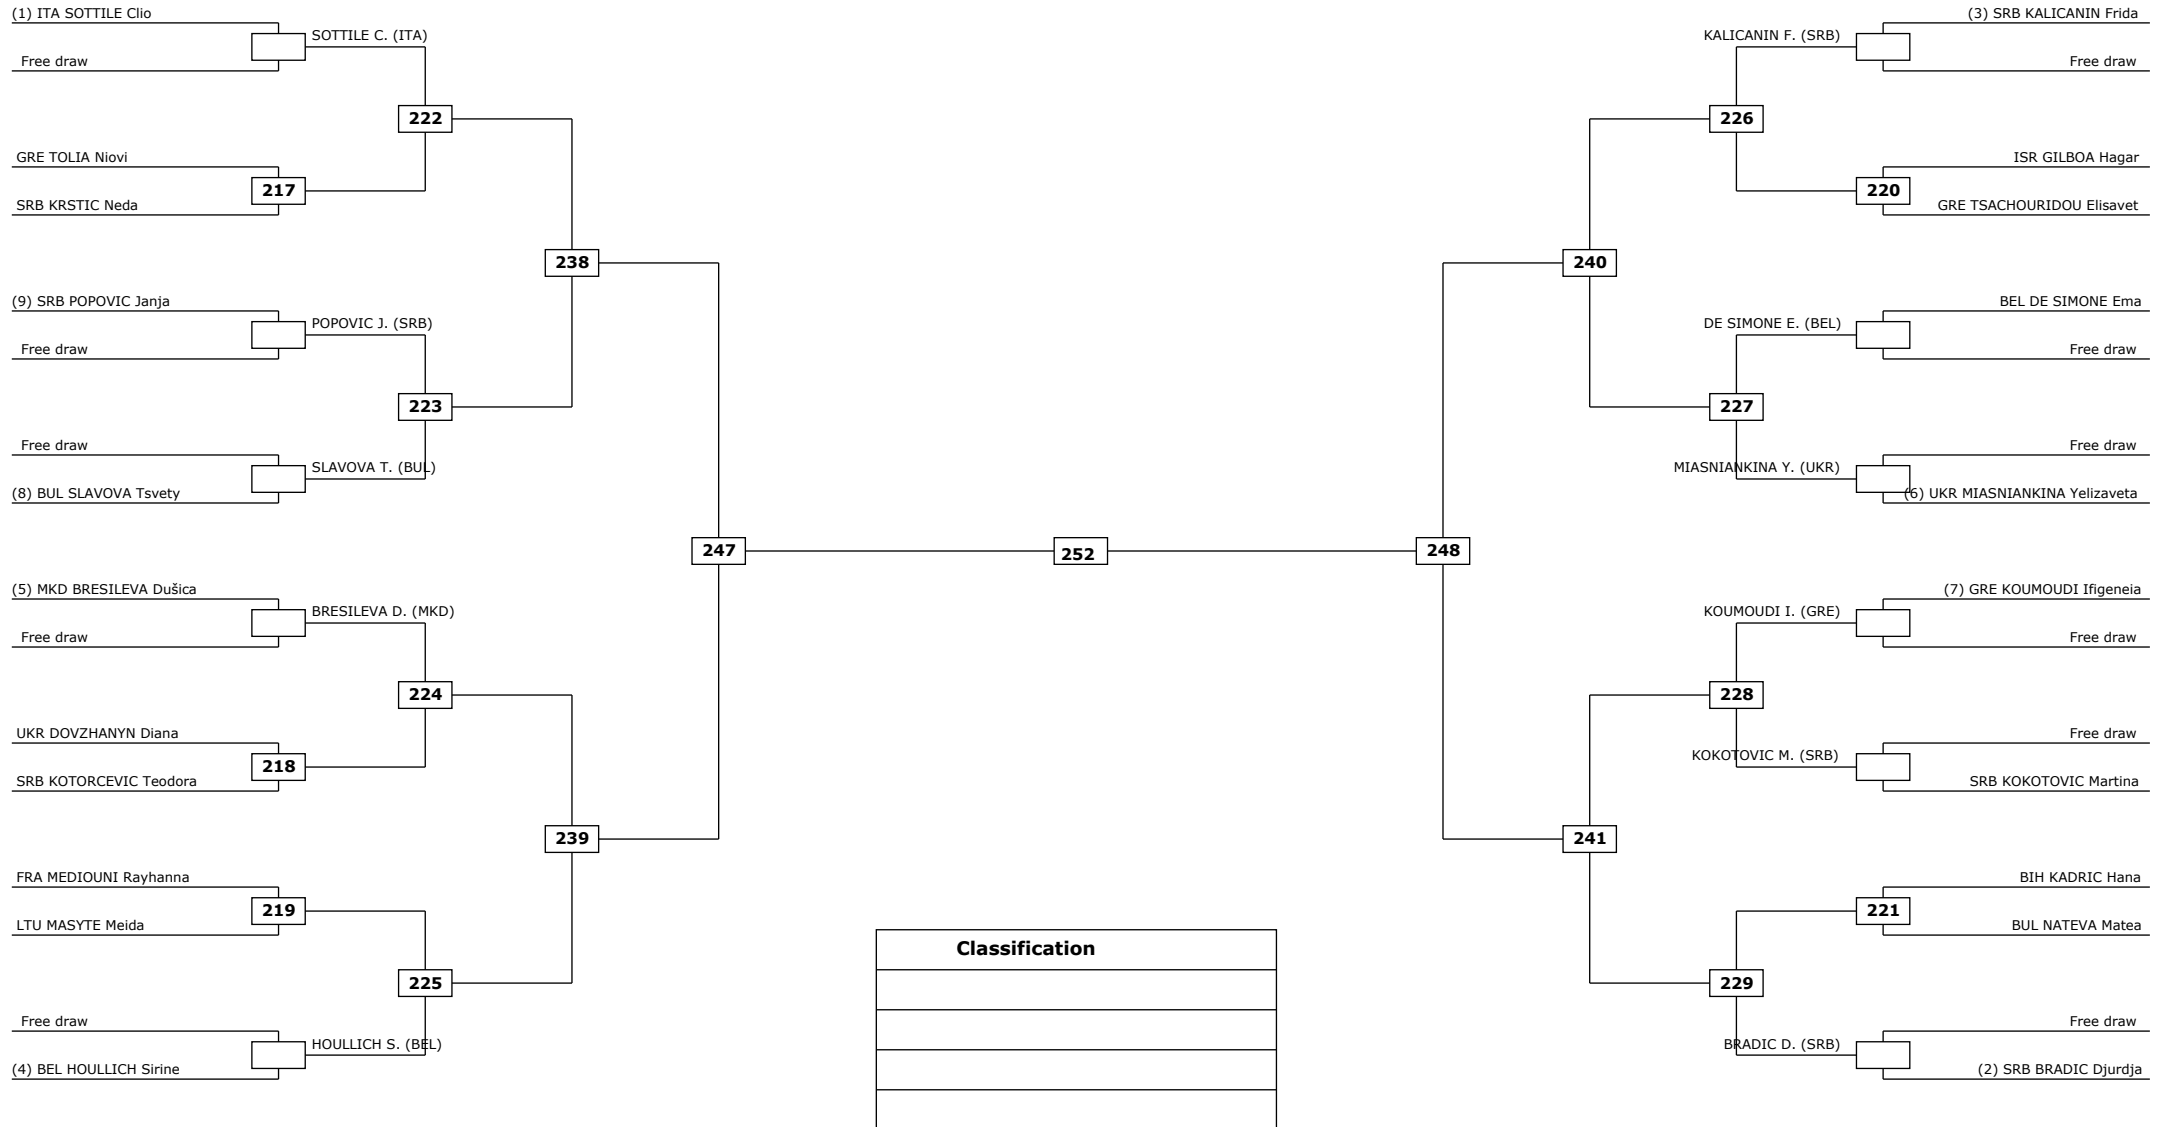 (1) ITA SOTTILE Clio
SOTTILE C. (ITA)
Free draw
222
GRE TOLIA Niovi
217
SRB KRSTIC Neda
238
(9) SRB POPOVIC Janja
POPOVIC J. (SRB)
Free draw
223
Free draw
SLAVOVA T. (BUL)
(8) BUL SLAVOVA Tsvety
247
(5) MKD BRESILEVA Dušica
BRESILEVA D. (MKD)
Free draw
224
UKR DOVZHANYN Diana
218
SRB KOTORCEVIC Teodora
239
FRA MEDIOUNI Rayhanna
219
LTU MASYTE Meida
225
Free draw
HOULLICH S. (BEL)
(4) BEL HOULLICH Sirine
252
(3) SRB KALICANIN Frida
KALICANIN F. (SRB)
Free draw
226
ISR GILBOA Hagar
220
GRE TSACHOURIDOU Elisavet
240
BEL DE SIMONE Ema
DE SIMONE E. (BEL)
Free draw
227
Free draw
MIASNIANKINA Y. (UKR)
(6) UKR MIASNIANKINA Yelizaveta
248
(7) GRE KOUMOUDI Ifigeneia
KOUMOUDI I. (GRE)
Free draw
228
Free draw
KOKOTOVIC M. (SRB)
SRB KOKOTOVIC Martina
241
BIH KADRIC Hana
221
BUL NATEVA Matea
229
Free draw
BRADIC D. (SRB)
(2) SRB BRADIC Djurdja
Classification